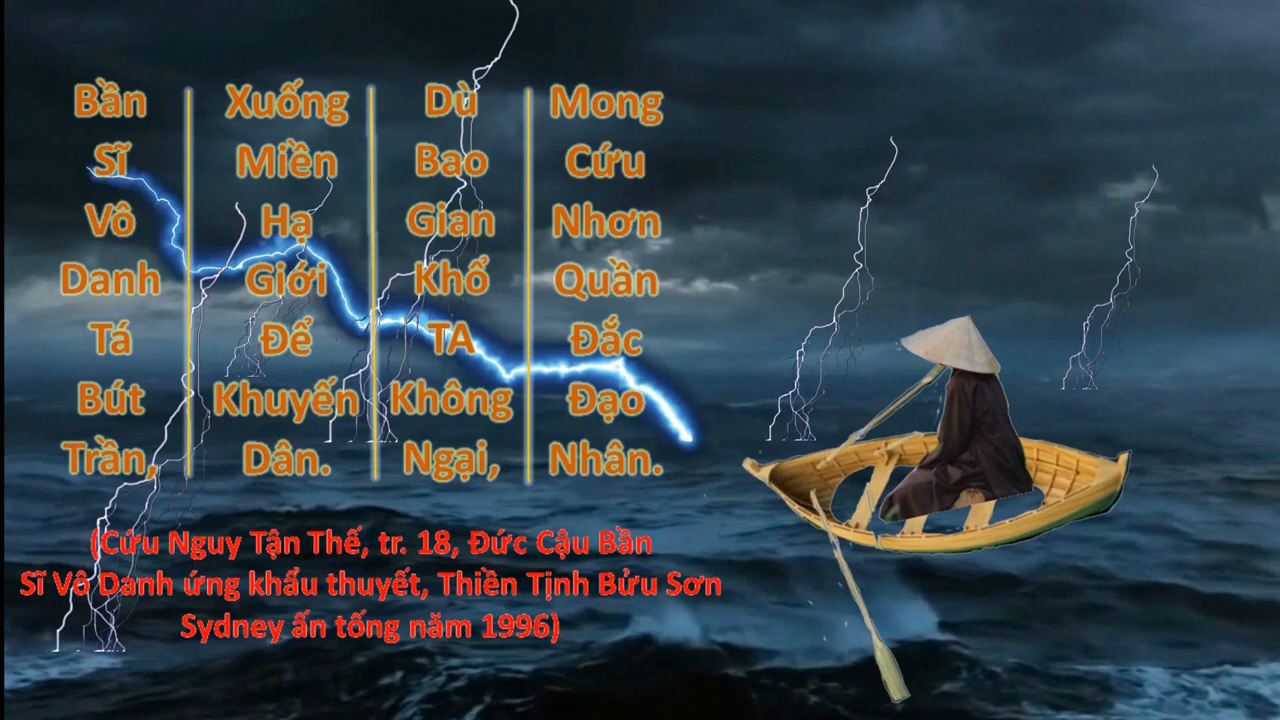 Bần
Sĩ
Vô
Danh
Tá
Bút
Trần,
Xuống
Miền
Hạ
Giới
Để
Khuyến
Dân.
Dù
Bao
Gian
Khổ
TA
Không
Ngại,
Mong
Cứu
Nhơn
Quần
Đắc
Đạo
Nhân.
(Cứu Nguy Tận Thế, tr. 18, Đức Cậu Bần
Sĩ Vô Danh ứng khẩu thuyết, Thiền Tịnh Bửu Sơn
Sydney ấn tống năm 1996)